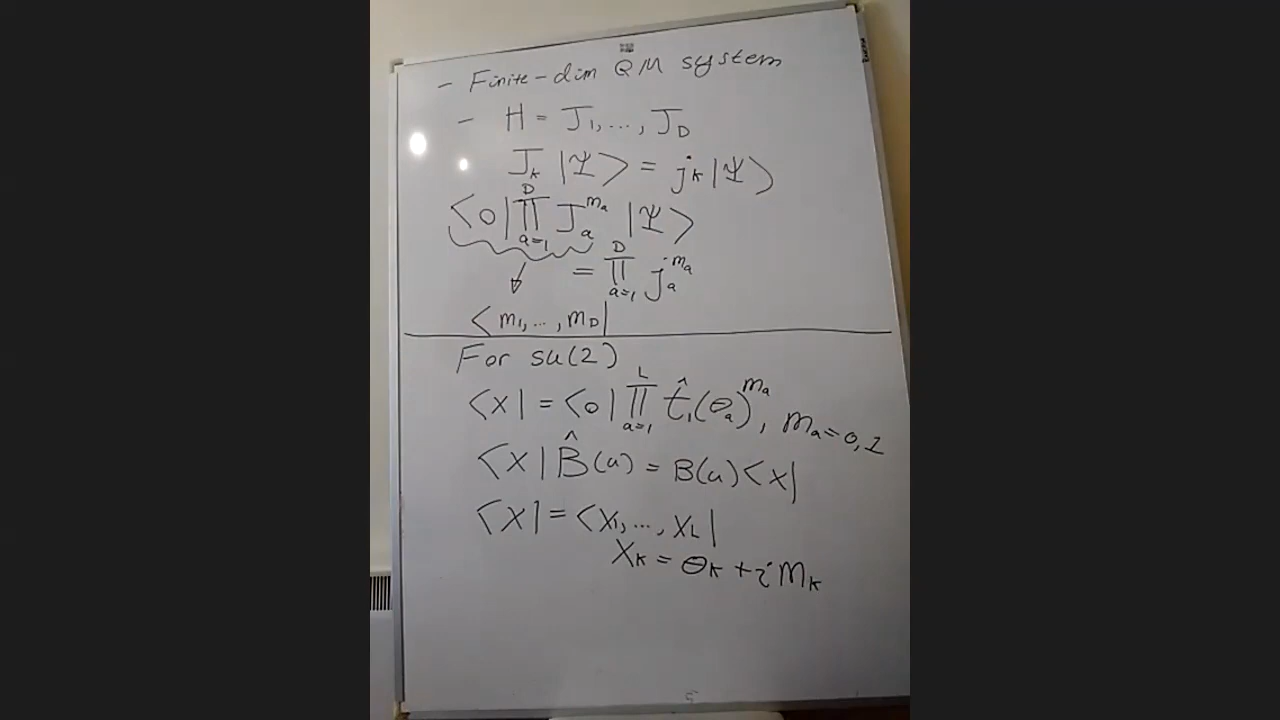 - Finite-dim QM system
- H = J₁, ..., J_D
J_k |Ψ⟩ = j_k |Ψ⟩
⟨0| ∏_{a=1}^{D} J_a^{m_a} |Ψ⟩
= ∏_{a=1}^{D} j_a^{m_a}
⟨m₁, ..., m_D|
For su(2)
⟨x| = ⟨0| ∏_{a=1}^{L} t̂₁(θ_a)^{m_a}, m_a = 0,1
⟨x| B̂(u) = B(u) ⟨x|
⟨x| = ⟨x₁, ..., x_L|
x_k = θ_k + i m_k